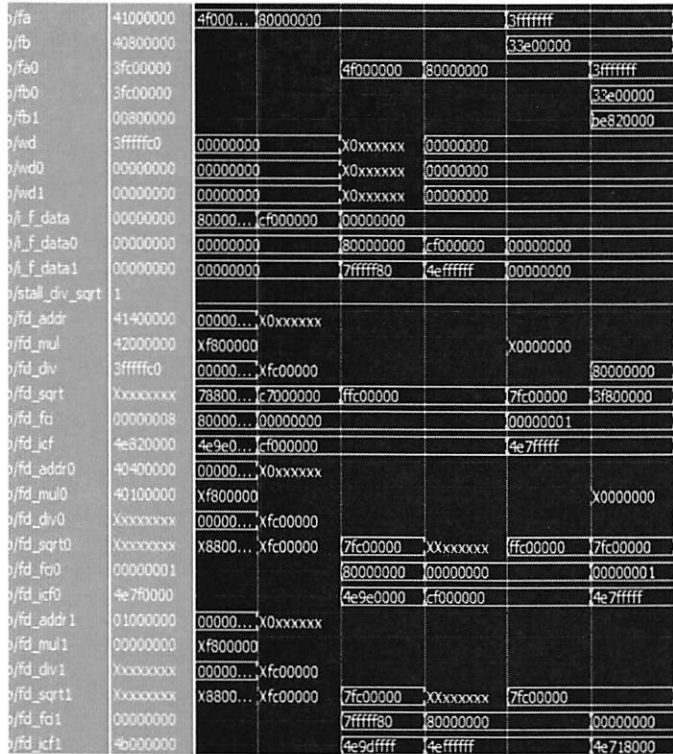 p/fa 41000000 4f000... 80000000 3fffffff
p/fb 40800000 33e00000
p/fa0 3fc00000 4f000000 80000000 3fffffff
p/fb0 3fc00000 33e00000
p/fb1 00800000 be820000
p/wd 3fffffc0 00000000 X0xxxxxx 00000000
p/wd0 00000000 00000000 X0xxxxxx 00000000
p/wd1 00000000 00000000 X0xxxxxx 00000000
p/i_f_data 00000000 80000... cf000000 00000000
p/i_f_data0 00000000 00000000 80000000 cf000000 00000000
p/i_f_data1 00000000 00000000 7fffff80 4effffff 00000000
p/stall_div_sqrt 1
p/fd_addr 41400000 00000... X0xxxxxx
p/fd_mul 42000000 Xf800000 X0000000
p/fd_div 3fffffc0 00000... Xfc00000 80000000
p/fd_sqrt Xxxxxxxx 78800... c7000000 ffc00000 7fc00000 3f800000
p/fd_fci 00000008 80000... 00000000 00000001
p/fd_icf 4e820000 4e9e0... cf000000 4e7fffff
p/fd_addr0 40400000 00000... X0xxxxxx
p/fd_mul0 40100000 Xf800000 X0000000
p/fd_div0 Xxxxxxxx 00000... Xfc00000
p/fd_sqrt0 Xxxxxxxx X8800... Xfc00000 7fc00000 XXxxxxxx ffc00000 7fc00000
p/fd_fci0 00000001 80000000 00000000 00000001
p/fd_icf0 4e7f0000 4e9e0000 cf000000 4e7fffff
p/fd_addr1 01000000 00000... X0xxxxxx
p/fd_mul1 00000000 Xf800000
p/fd_div1 Xxxxxxxx 00000... Xfc00000
p/fd_sqrt1 Xxxxxxxx X8800... Xfc00000 7fc00000 XXxxxxxx 7fc00000
p/fd_fci1 00000000 7fffff80 80000000 00000000
p/fd_icf1 4b000000 4e9dffff 4effffff 4e718000